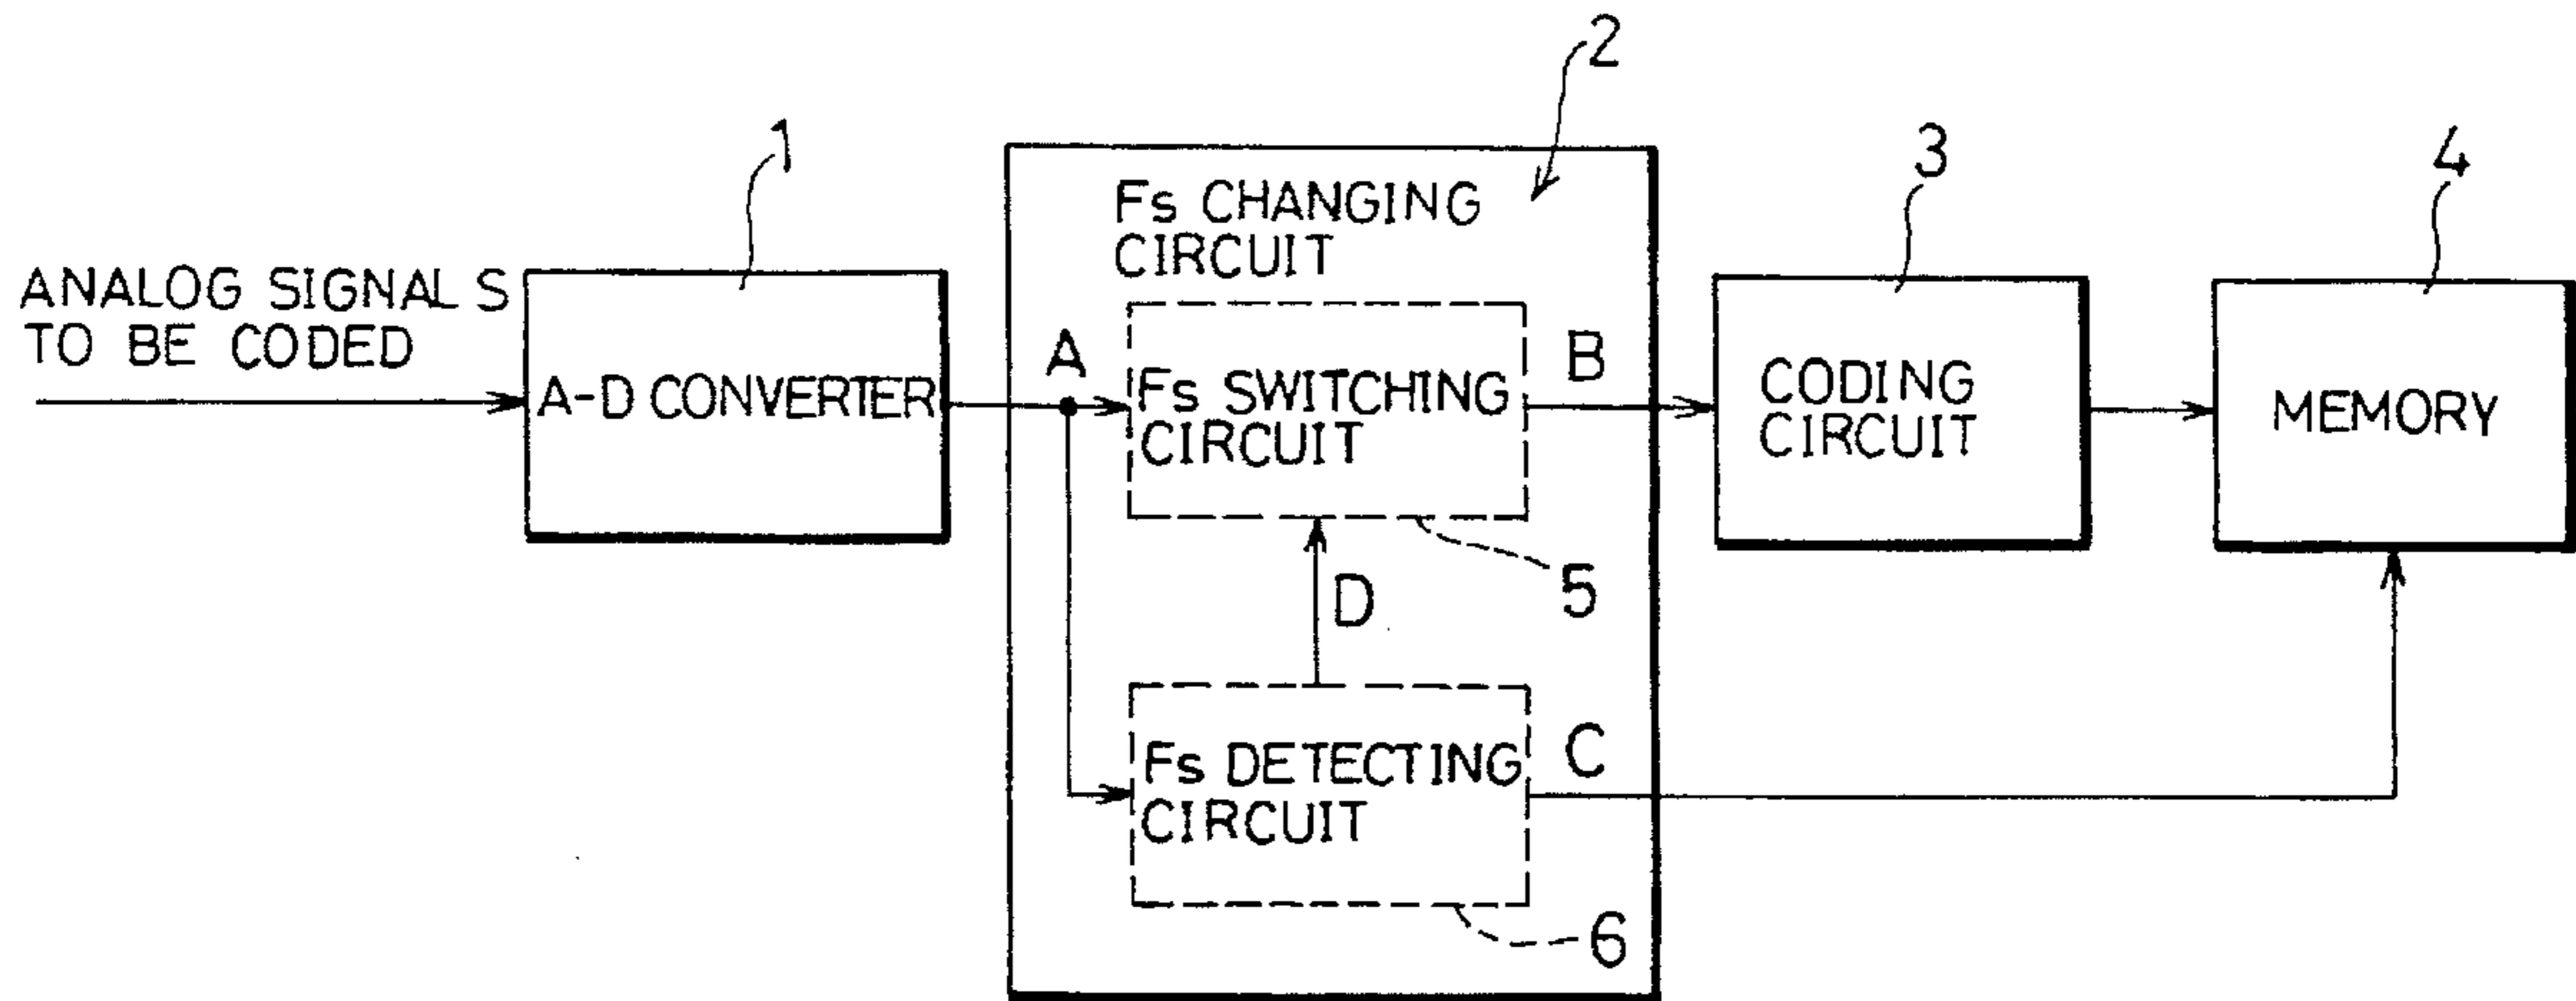 2
1
3
4
Fs CHANGING
CIRCUIT
ANALOG SIGNALS
TO BE CODED
A-D CONVERTER
A
Fs SWITCHING
CIRCUIT
B
CODING
CIRCUIT
MEMORY
5
D
Fs DETECTING
CIRCUIT
C
6